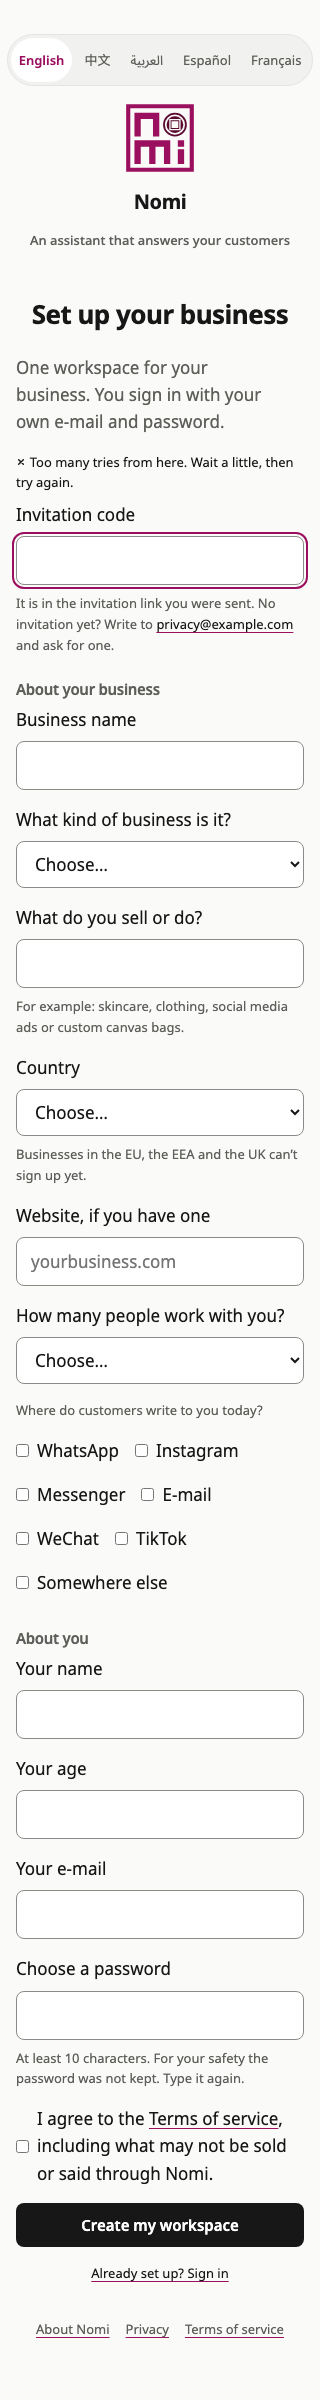 English 中文 العربية Español Français
nomi
Nomi
An assistant that answers your customers
Set up your business
One workspace for your
business. You sign in with your
own e-mail and password.
× Too many tries from here. Wait a little, then
try again.
Invitation code
It is in the invitation link you were sent. No
invitation yet? Write to privacy@example.com
and ask for one.
About your business
Business name
What kind of business is it?
Choose...
What do you sell or do?
For example: skincare, clothing, social media
ads or custom canvas bags.
Country
Choose...
Businesses in the EU, the EEA and the UK can’t
sign up yet.
Website, if you have one
yourbusiness.com
How many people work with you?
Choose...
Where do customers write to you today?
WhatsApp Instagram
Messenger E-mail
WeChat TikTok
Somewhere else
About you
Your name
Your age
Your e-mail
Choose a password
At least 10 characters. For your safety the
password was not kept. Type it again.
I agree to the Terms of service,
including what may not be sold
or said through Nomi.
Create my workspace
Already set up? Sign in
About Nomi Privacy Terms of service